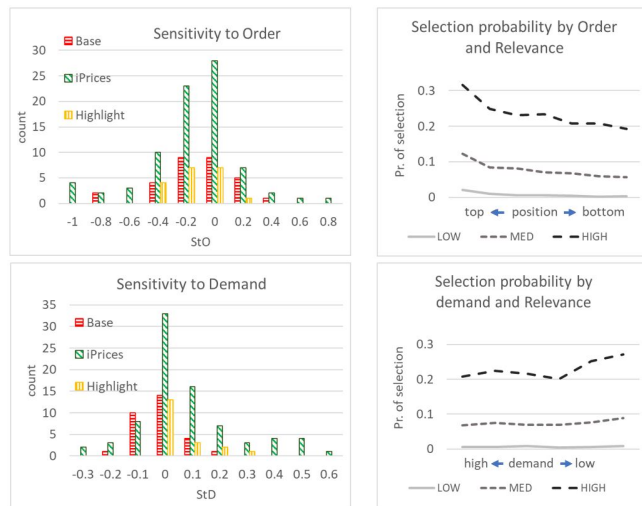 Sensitivity to Order
Base
iPrices
Highlight
30
25
20
15
10
5
0
count
-1 -0.8 -0.6 -0.4 -0.2 0 0.2 0.4 0.6 0.8
StO
Selection probability by Order
and Relevance
0.3
0.2
0.1
0
Pr. of selection
top position bottom
LOW MED HIGH
Sensitivity to Demand
Base
iPrices
Highlight
35
30
25
20
15
10
5
0
count
-0.3 -0.2 -0.1 0 0.1 0.2 0.3 0.4 0.5 0.6
StD
Selection probability by
demand and Relevance
0.3
0.2
0.1
0
Pr. of selection
high demand low
LOW MED HIGH